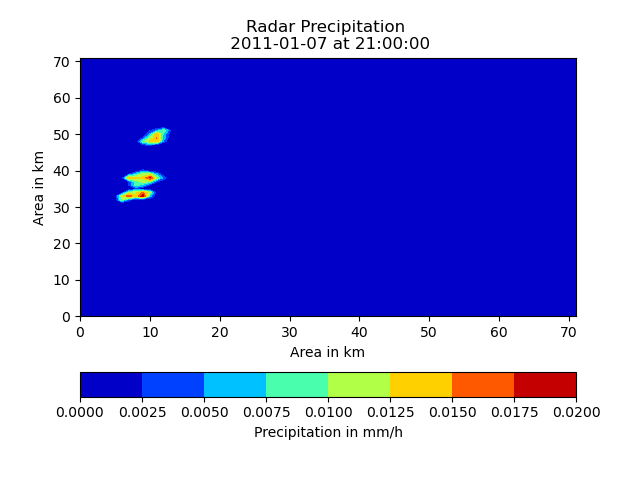 Radar Precipitation
2011-01-07 at 21:00:00
70
60
50
40
30
20
10
0
Area in km
0 10 20 30 40 50 60 70
Area in km
0.0000 0.0025 0.0050 0.0075 0.0100 0.0125 0.0150 0.0175 0.0200
Precipitation in mm/h